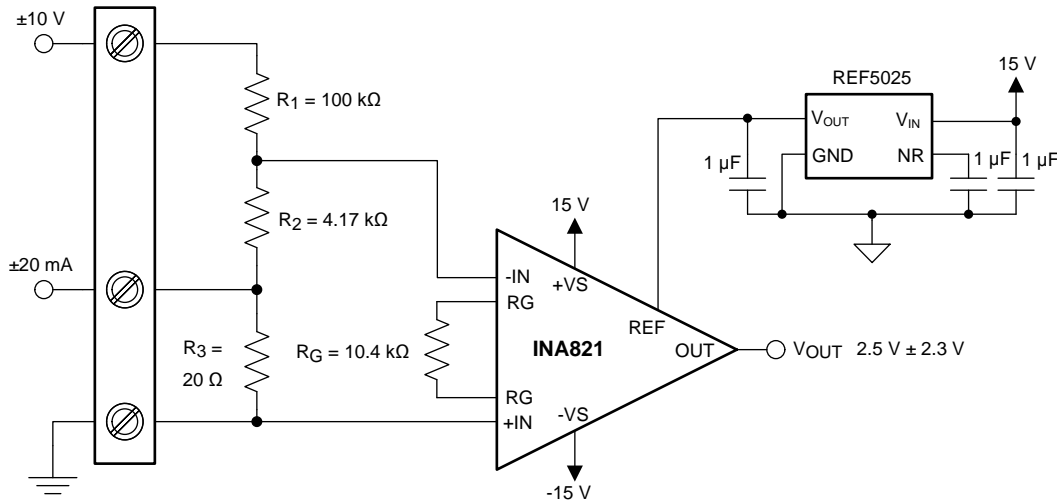 ±10 V
R1 = 100 kΩ
R2 = 4.17 kΩ
±20 mA
R3 =
20 Ω
RG = 10.4 kΩ
15 V
-IN
+VS
RG
REF
INA821
OUT
RG
+IN
-VS
-15 V
VOUT 2.5 V ± 2.3 V
REF5025
15 V
VOUT
VIN
GND
NR
1 µF
1 µF
1 µF